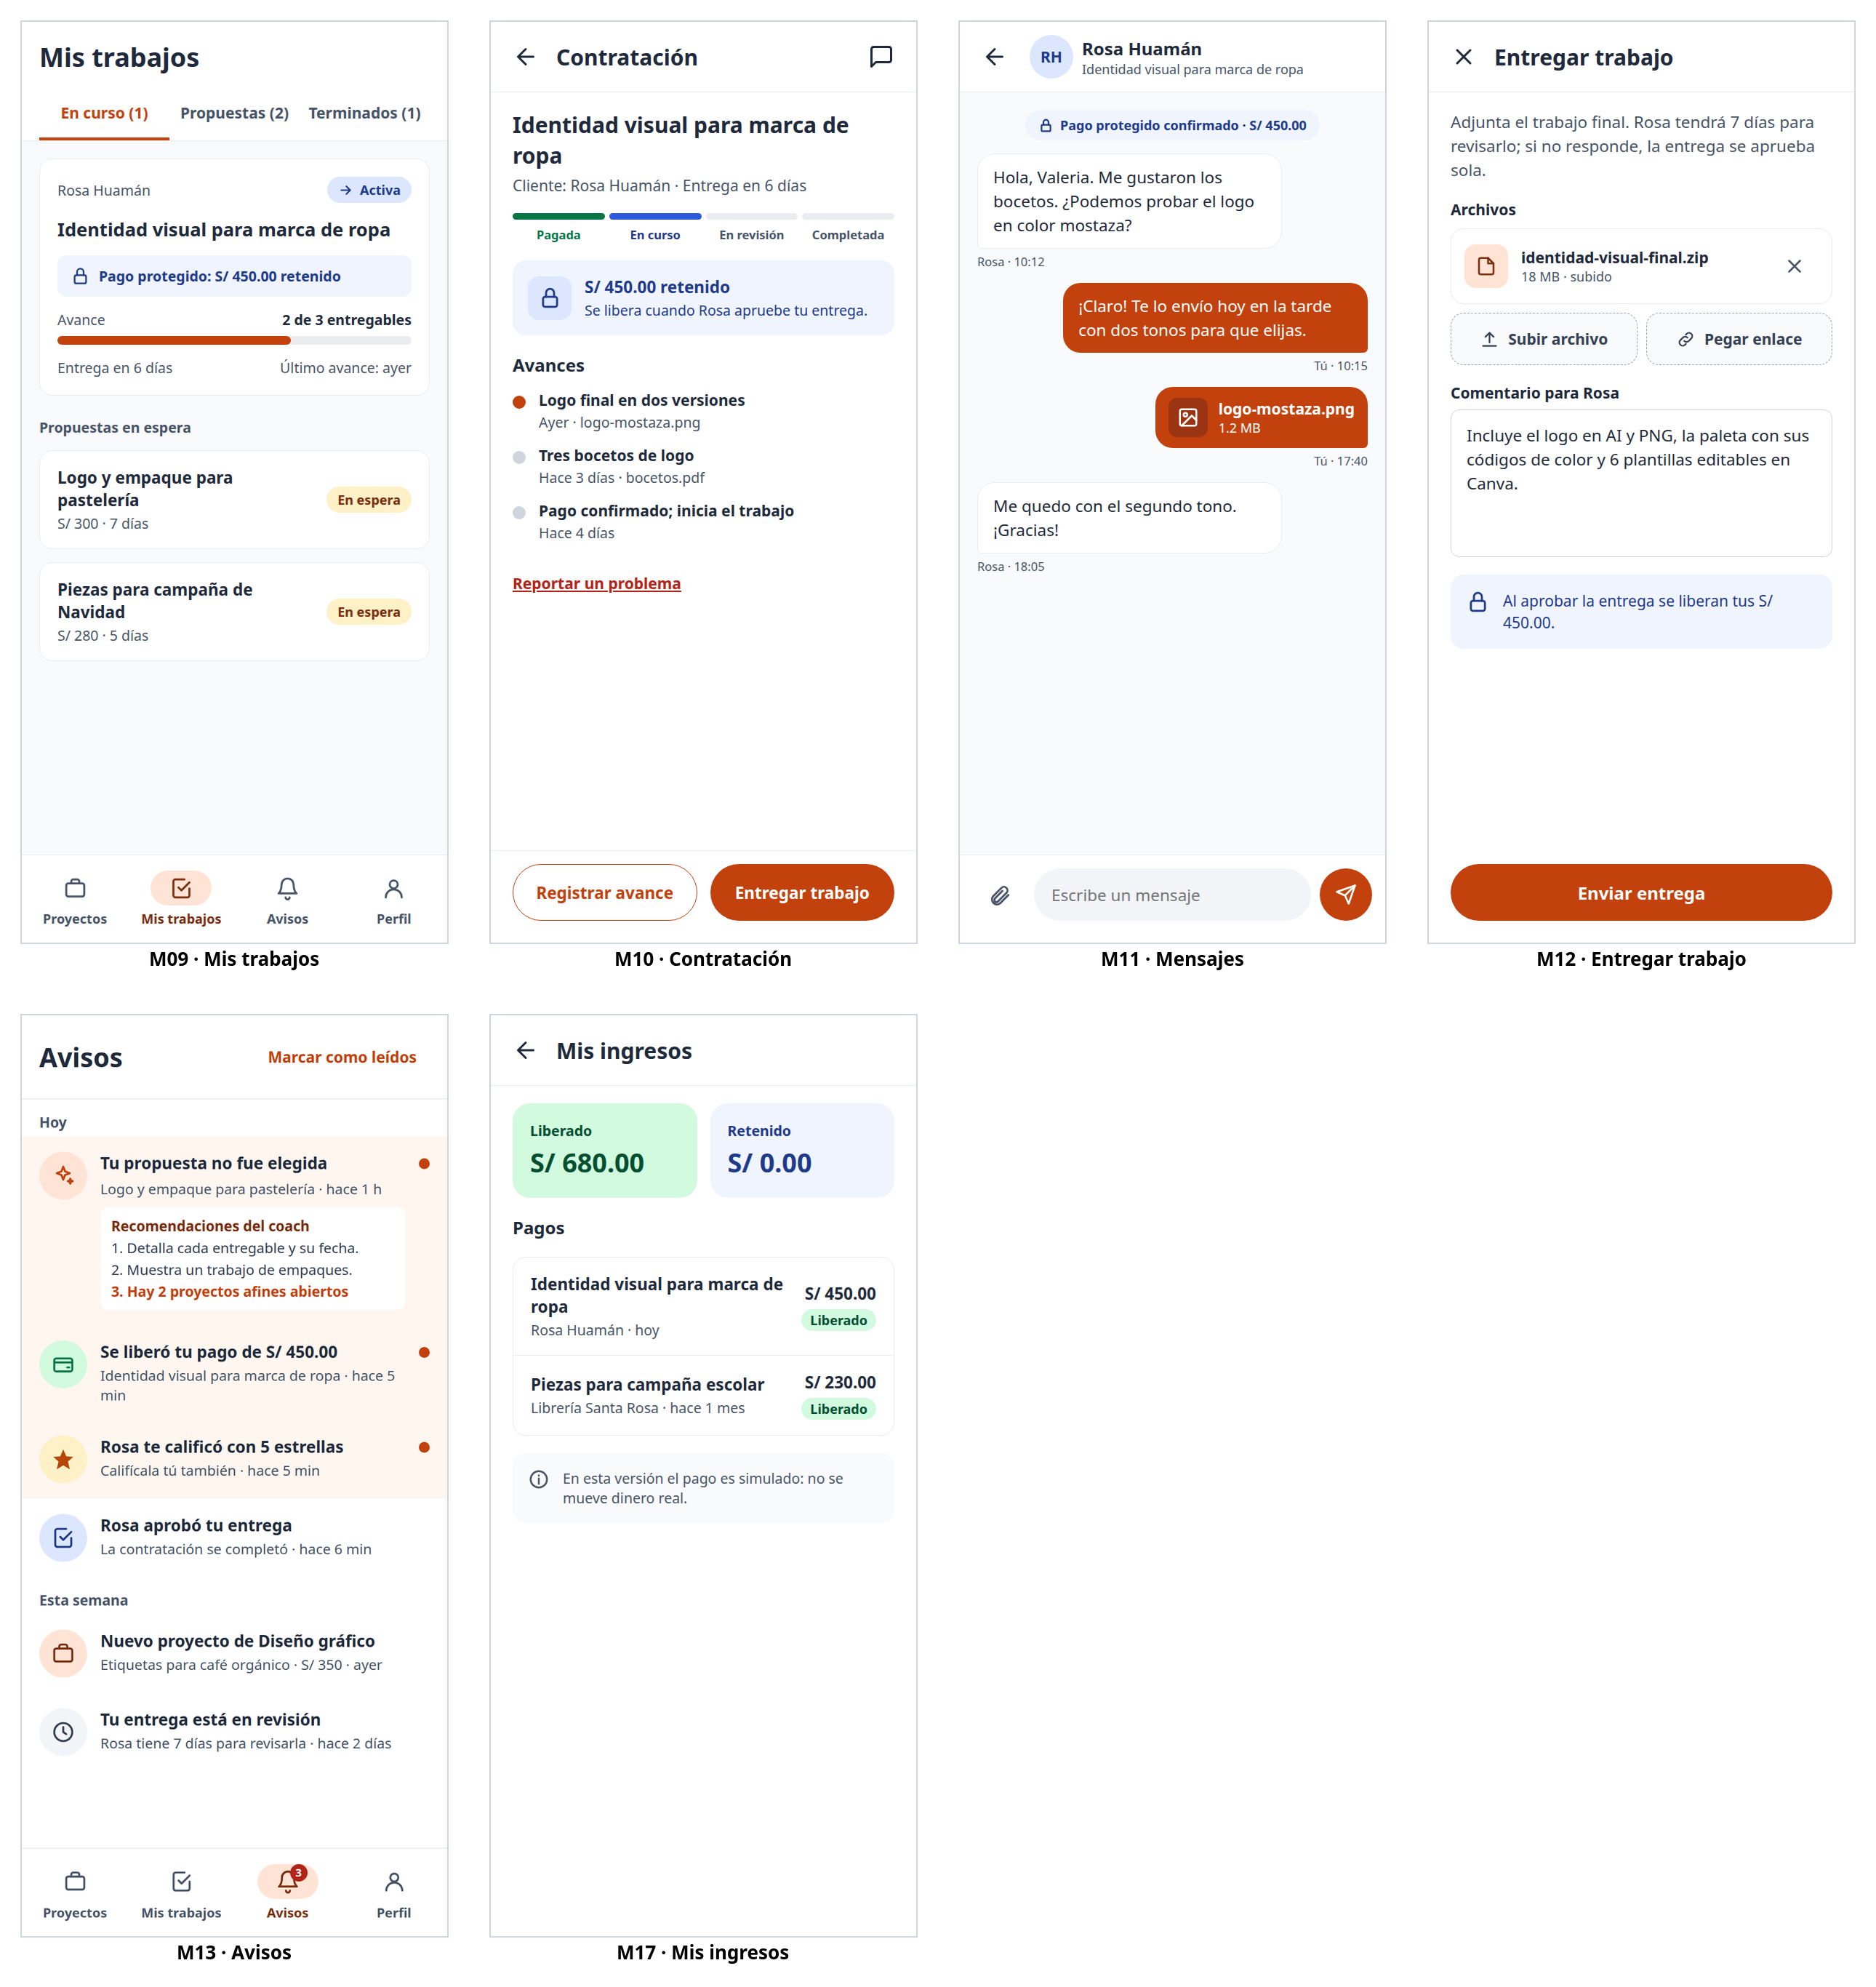 Mis trabajos
En curso (1)
Propuestas (2)
Terminados (1)
Rosa Huamán
Activa
Identidad visual para marca de ropa
Pago protegido: S/ 450.00 retenido
Avance
2 de 3 entregables
Entrega en 6 días
Último avance: ayer
Propuestas en espera
Logo y empaque para
pastelería
S/ 300 · 7 días
En espera
Piezas para campaña de
Navidad
S/ 280 · 5 días
En espera
Proyectos
Mis trabajos
Avisos
Perfil
M09 · Mis trabajos
Contratación
Identidad visual para marca de
ropa
Cliente: Rosa Huamán · Entrega en 6 días
Pagada
En curso
En revisión
Completada
S/ 450.00 retenido
Se libera cuando Rosa apruebe tu entrega.
Avances
Logo final en dos versiones
Ayer · logo-mostaza.png
Tres bocetos de logo
Hace 3 días · bocetos.pdf
Pago confirmado; inicia el trabajo
Hace 4 días
Reportar un problema
Registrar avance
Entregar trabajo
M10 · Contratación
RH
Rosa Huamán
Identidad visual para marca de ropa
Pago protegido confirmado · S/ 450.00
Hola, Valeria. Me gustaron los
bocetos. ¿Podemos probar el logo
en color mostaza?
Rosa · 10:12
¡Claro! Te lo envío hoy en la tarde
con dos tonos para que elijas.
Tú · 10:15
logo-mostaza.png
1.2 MB
Tú · 17:40
Me quedo con el segundo tono.
¡Gracias!
Rosa · 18:05
Escribe un mensaje
M11 · Mensajes
Entregar trabajo
Adjunta el trabajo final. Rosa tendrá 7 días para
revisarlo; si no responde, la entrega se aprueba
sola.
Archivos
identidad-visual-final.zip
18 MB · subido
Subir archivo
Pegar enlace
Comentario para Rosa
Incluye el logo en AI y PNG, la paleta con sus
códigos de color y 6 plantillas editables en
Canva.
Al aprobar la entrega se liberan tus S/
450.00.
Enviar entrega
M12 · Entregar trabajo
Avisos
Marcar como leídos
Hoy
Tu propuesta no fue elegida
Logo y empaque para pastelería · hace 1 h
Recomendaciones del coach
1. Detalla cada entregable y su fecha.
2. Muestra un trabajo de empaques.
3. Hay 2 proyectos afines abiertos
Se liberó tu pago de S/ 450.00
Identidad visual para marca de ropa · hace 5
min
Rosa te calificó con 5 estrellas
Califícala tú también · hace 5 min
Rosa aprobó tu entrega
La contratación se completó · hace 6 min
Esta semana
Nuevo proyecto de Diseño gráfico
Etiquetas para café orgánico · S/ 350 · ayer
Tu entrega está en revisión
Rosa tiene 7 días para revisarla · hace 2 días
3
Proyectos
Mis trabajos
Avisos
Perfil
M13 · Avisos
Mis ingresos
Liberado
S/ 680.00
Retenido
S/ 0.00
Pagos
Identidad visual para marca de
ropa
Rosa Huamán · hoy
S/ 450.00
Liberado
Piezas para campaña escolar
Librería Santa Rosa · hace 1 mes
S/ 230.00
Liberado
En esta versión el pago es simulado: no se
mueve dinero real.
M17 · Mis ingresos